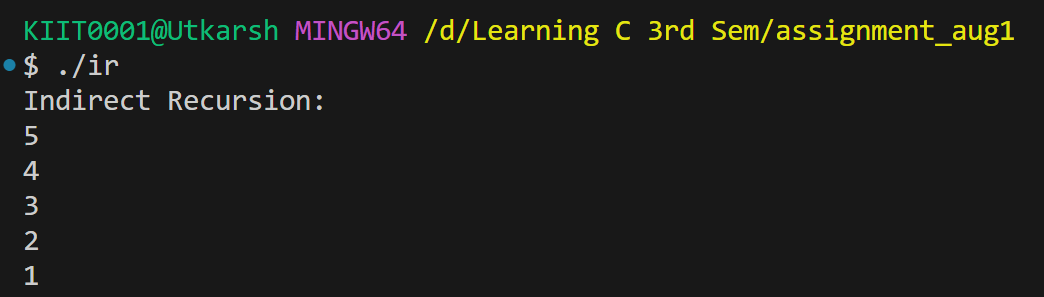 KIIT0001@Utkarsh MINGW64 /d/Learning C 3rd Sem/assignment_aug1
$ ./ir
Indirect Recursion:
5
4
3
2
1